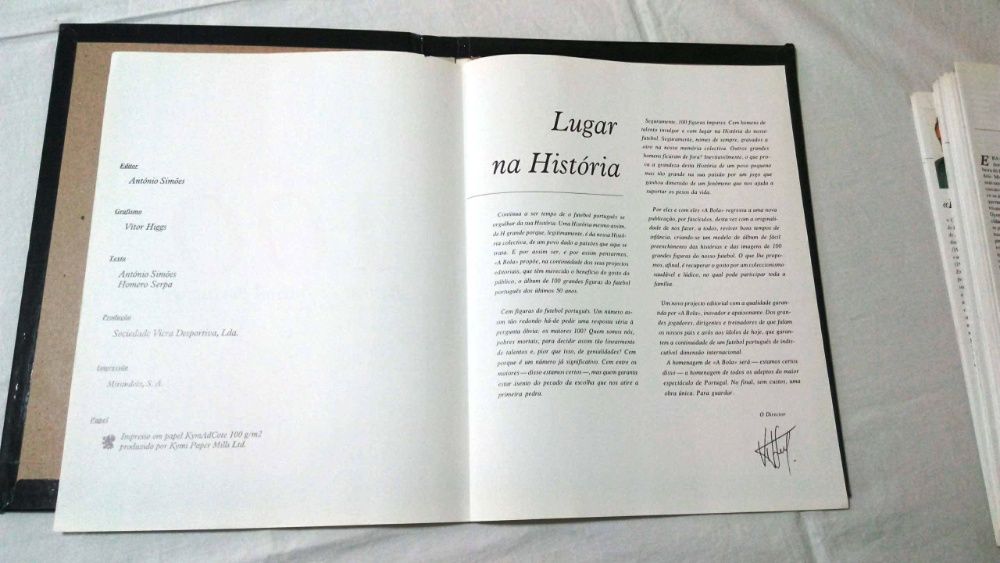 Editor
António Simões
Grafismo
Vitor Higgs
Texto
António Simões
Homero Serpa
Produção
Sociedade Vicra Desportiva, Lda.
Impressão
Mirandela, S. A.
Papel
Impresso em papel KymAdCote 100 g/m2
produzido por Kymi Paper Mills Ltd.
Lugar
na História
Continua a ser tempo de o futebol português se
orgulhar da sua História. Uma História mesmo assim,
de H grande porque, legitimamente, é da nossa Histó-
ria colectiva, de um povo dado a paixões que aqui se
trata. E por assim ser, e por assim pensarmos,
«A Bola» propõe, na continuidade dos seus projectos
editoriais, que têm merecido o benefício do gosto do
público, o álbum de 100 grandes figuras do futebol
português dos últimos 50 anos.
Cem figuras do futebol português. Um número as-
sim tão redondo há-de pedir uma resposta séria à
pergunta óbvia: os maiores 100? Quem somos nós,
pobres mortais, para decidir assim tão linearmente
de talentos e, pior que isso, de genialidades? Cem
porque é um número já significativo. Cem entre os
maiores — disso estamos certos —, mas quem garanta
estar isento do pecado da escolha que nos atire a
primeira pedra.
Seguramente, 100 figuras ímpares. Cem homens de
talento invulgar e com lugar na História do nosso
futebol. Seguramente, nomes de sempre, gravados a
oiro na nossa memória colectiva. Outros grandes
homens ficaram de fora? Inevitavelmente, o que pro-
va a grandeza desta História de um povo pequeno
mas tão grande na sua paixão por um jogo que
ganhou dimensão de um fenómeno que nos ajuda a
suportar os pesos da vida.
Por eles e com eles «A Bola» regressa a uma nova
publicação, por fascículos, desta vez com a originali-
dade de nos fazer, a todos, reviver bons tempos de
infância, criando-se um modelo de álbum de fácil
preenchimento das histórias e das imagens de 100
grandes figuras do nosso futebol. O que lhe propo-
mos, afinal, é recuperar o gosto por um coleccionismo
saudável e lúdico, no qual pode participar toda a
família.
Um novo projecto editorial com a qualidade garan-
tida por «A Bola», inovador e apaixonante. Dos gran-
des jogadores, dirigentes e treinadores de que falam
os nossos pais e avós aos ídolos de hoje, que garan-
tem a continuidade de um futebol português de indis-
cutível dimensão internacional.
A homenagem de «A Bola» será — estamos certos
disso — a homenagem de todos os adeptos do maior
espectáculo de Portugal. No final, sem custos, uma
obra única. Para guardar.
O Director